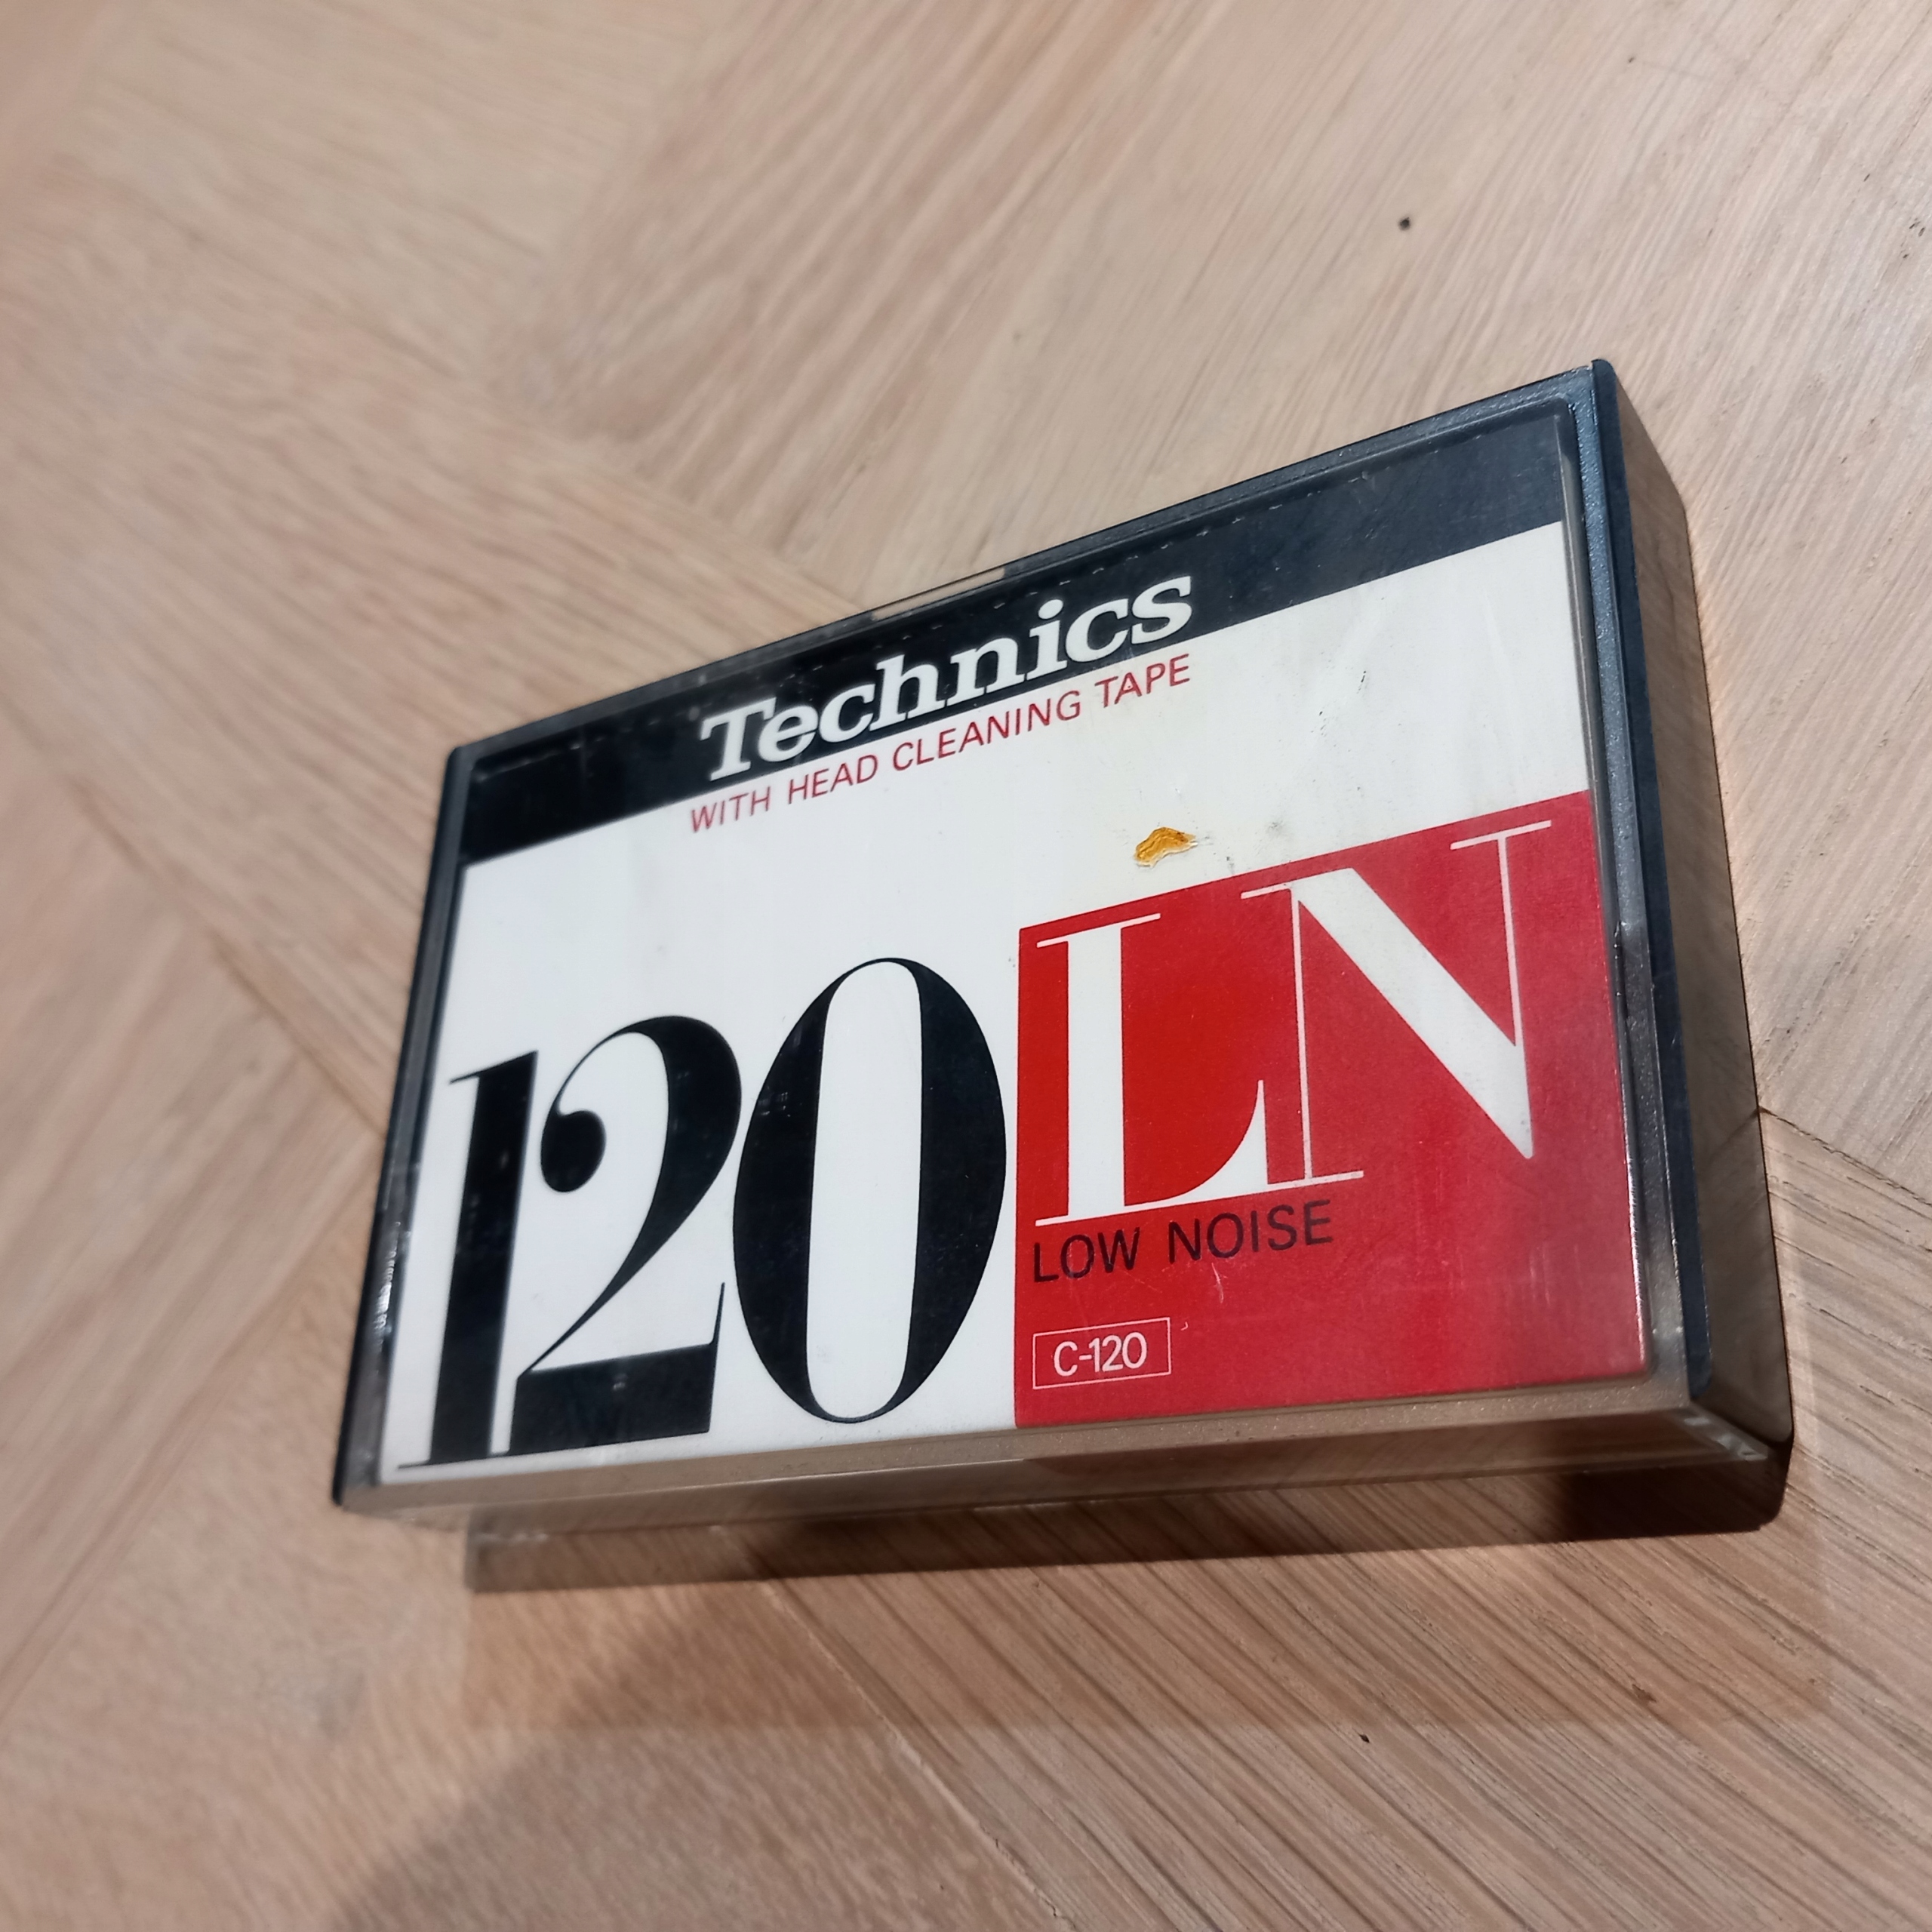 Technics
WITH HEAD CLEANING TAPE
120 LN
LOW NOISE
C-120